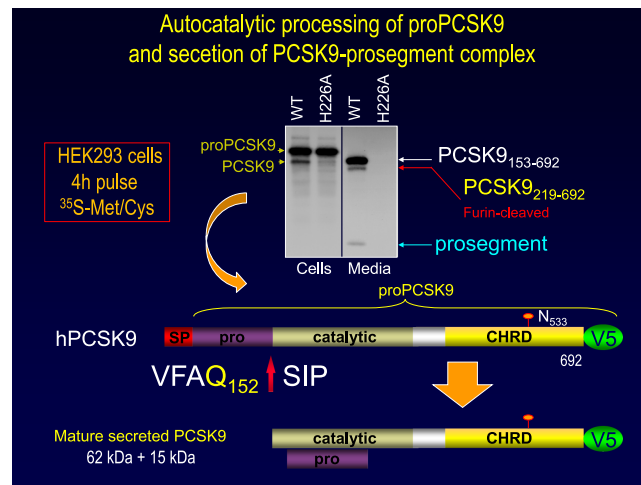 Autocatalytic processing of proPCSK9
and secetion of PCSK9-prosegment complex
WT
H226A
WT
H226A
HEK293 cells
4h pulse
35S-Met/Cys
proPCSK9
PCSK9
PCSK9153-692
PCSK9219-692
Furin-cleaved
prosegment
Cells
Media
proPCSK9
hPCSK9
SP
pro
catalytic
CHRD
N533
692
V5
VFAQ152
SIP
Mature secreted PCSK9
62 kDa + 15 kDa
catalytic
CHRD
V5
pro